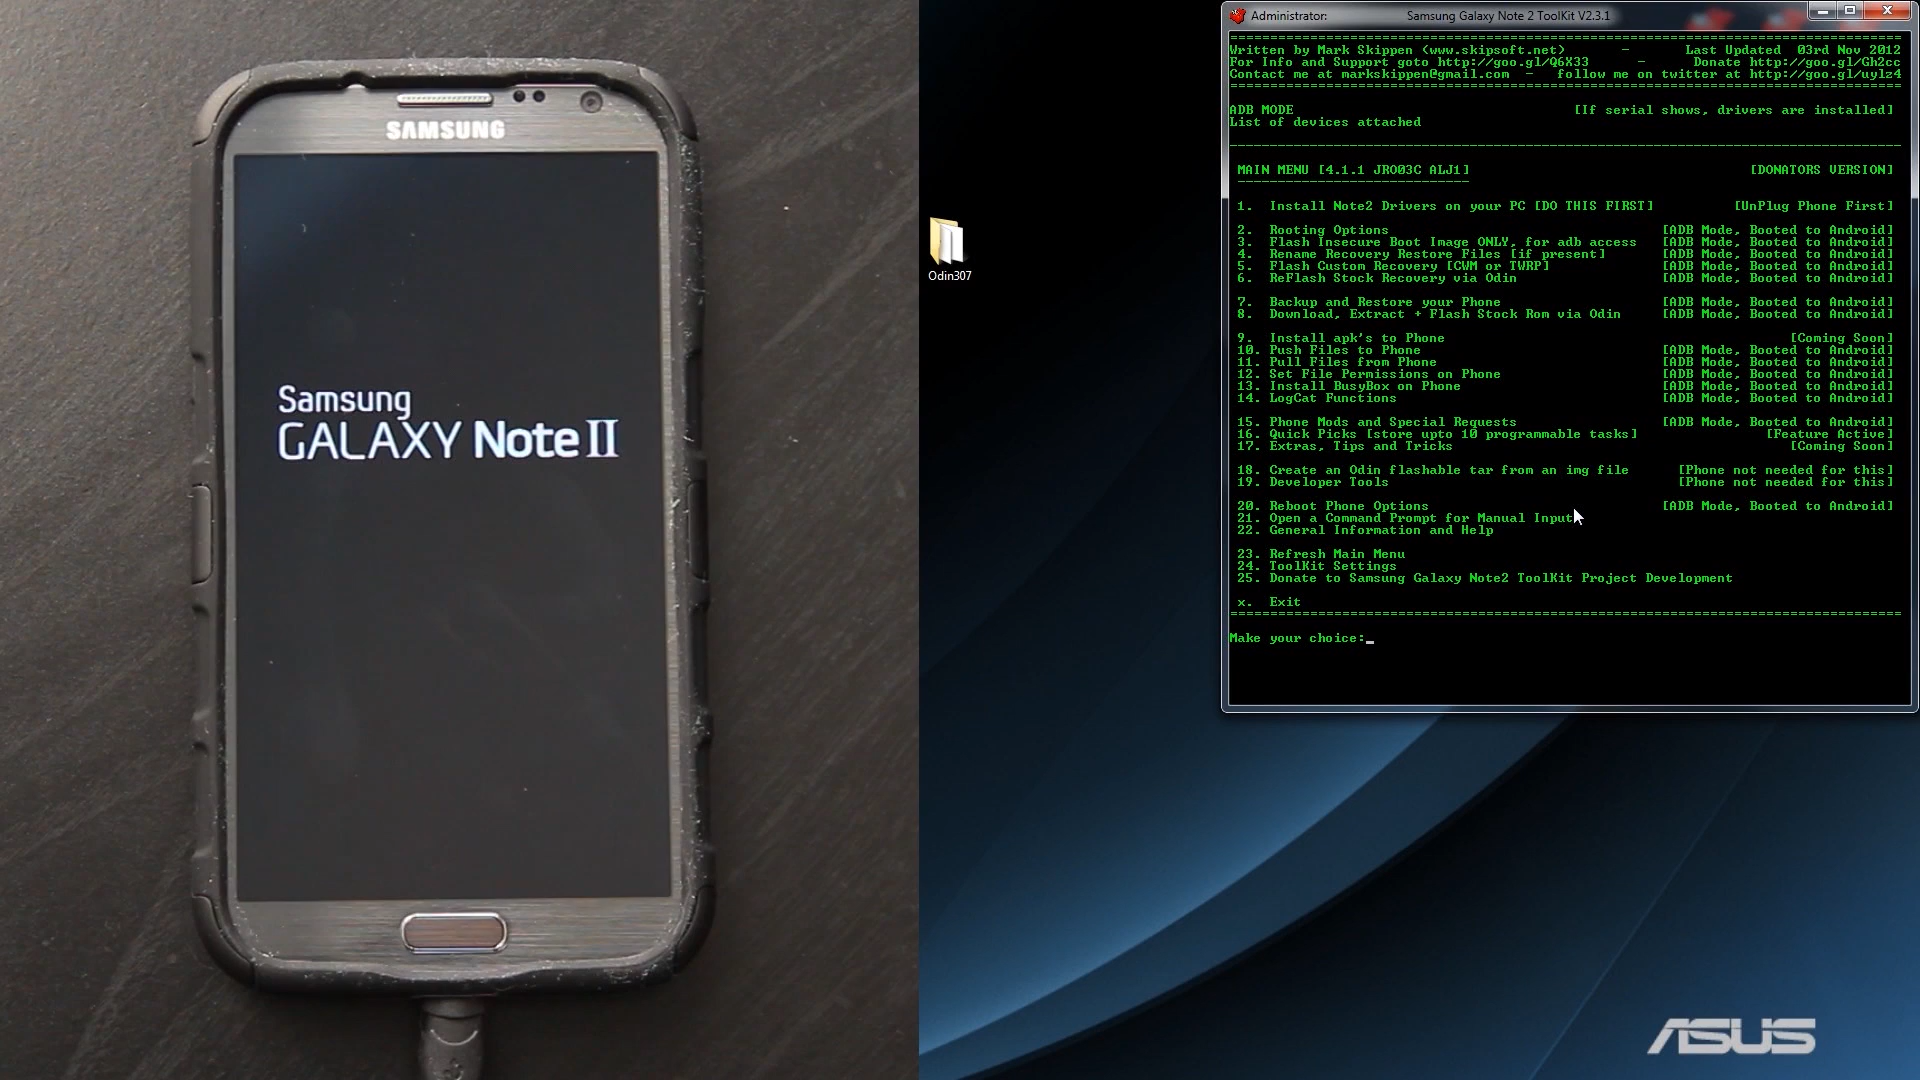 SAMSUNG
Samsung
GALAXY Note II
Odin307
Administrator: Samsung Galaxy Note 2 ToolKit V2.3.1
Written by Mark Skippen (www.skipsoft.net) - Last Updated 03rd Nov 2012
For Info and Support goto http://goo.gl/Q6X33 - Donate http://goo.gl/Gh2cc
Contact me at markskippen@gmail.com - follow me on twitter at http://goo.gl/uylz4
ADB MODE [If serial shows, drivers are installed]
List of devices attached
MAIN MENU [4.1.1 JRO03C ALJ1] [DONATORS VERSION]
1. Install Note2 Drivers on your PC [DO THIS FIRST] [UnPlug Phone First]
2. Rooting Options [ADB Mode, Booted to Android]
3. Flash Insecure Boot Image ONLY, for adb access [ADB Mode, Booted to Android]
4. Rename Recovery Restore Files [if present] [ADB Mode, Booted to Android]
5. Flash Custom Recovery [CWM or TWRP] [ADB Mode, Booted to Android]
6. ReFlash Stock Recovery via Odin [ADB Mode, Booted to Android]
7. Backup and Restore your Phone [ADB Mode, Booted to Android]
8. Download, Extract + Flash Stock Rom via Odin [ADB Mode, Booted to Android]
9. Install apk's to Phone [Coming Soon]
10. Push Files to Phone [ADB Mode, Booted to Android]
11. Pull Files from Phone [ADB Mode, Booted to Android]
12. Set File Permissions on Phone [ADB Mode, Booted to Android]
13. Install BusyBox on Phone [ADB Mode, Booted to Android]
14. LogCat Functions [ADB Mode, Booted to Android]
15. Phone Mods and Special Requests [ADB Mode, Booted to Android]
16. Quick Picks [store upto 10 programmable tasks] [Feature Active]
17. Extras, Tips and Tricks [Coming Soon]
18. Create an Odin flashable tar from an img file [Phone not needed for this]
19. Developer Tools [Phone not needed for this]
20. Reboot Phone Options [ADB Mode, Booted to Android]
21. Open a Command Prompt for Manual Input
22. General Information and Help
23. Refresh Main Menu
24. ToolKit Settings
25. Donate to Samsung Galaxy Note2 ToolKit Project Development
x. Exit
Make your choice:_
ASUS